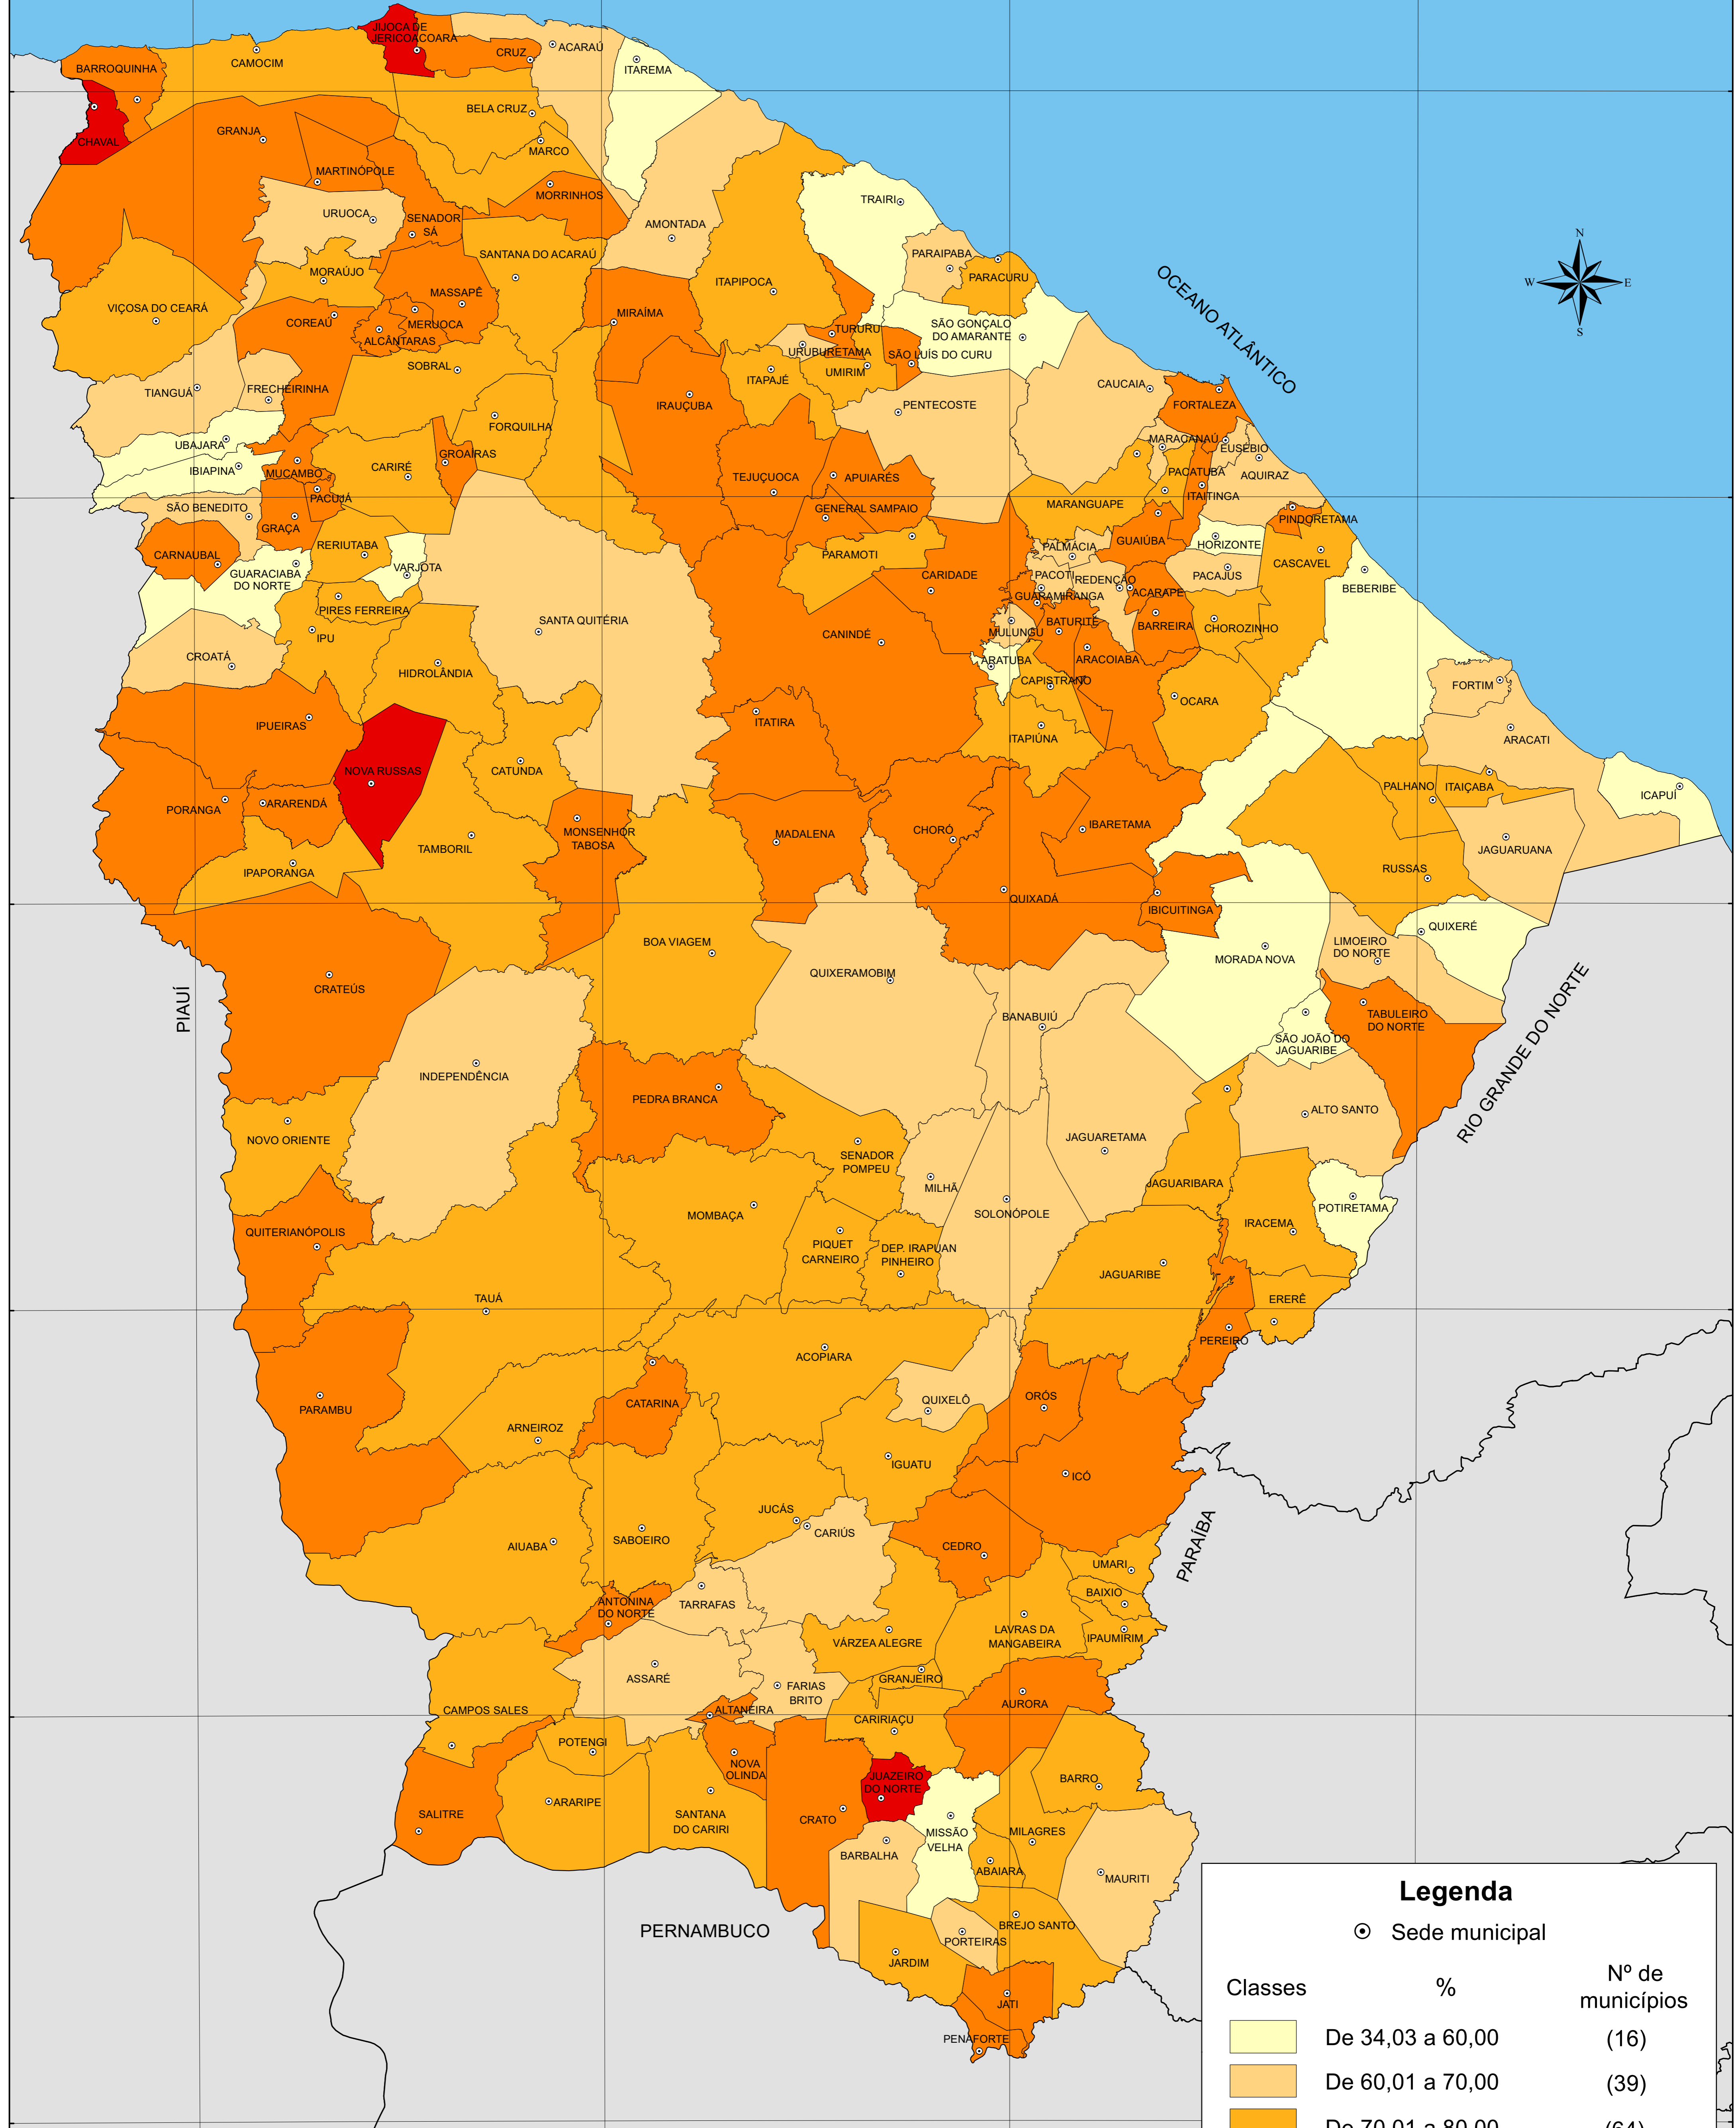 JIJOCA DE
JERICOACOARA
CRUZ
ACARAÚ
ITAREMA
BARROQUINHA
CAMOCIM
BELA CRUZ
CHAVAL
GRANJA
MARCO
MARTINÓPOLE
MORRINHOS
URUOCA
SENADOR
SÁ
AMONTADA
TRAIRI
N
W
E
S
SANTANA DO ACARAÚ
PARAIPABA
PARACURU
MORAÚJO
ITAPIPOCA
OCEANO ATLÂNTICO
VIÇOSA DO CEARÁ
MASSAPÊ
COREAÚ
MERUOCA
ALCÂNTARAS
MIRAÍMA
TURURU
SÃO GONÇALO
DO AMARANTE
URUBURETAMA
SÃO LUÍS DO CURU
SOBRAL
ITAPAJÉ
UMIRIM
TIANGUÁ
FRECHEIRINHA
IRAUÇUBA
PENTECOSTE
CAUCAIA
FORTALEZA
FORQUILHA
UBAJARA
MARACANAÚ
EUSÉBIO
IBIAPINA
MUCAMBO
CARIRÉ
GROAÍRAS
TEJUÇUOCA
APUIARÉS
PACATUBA
AQUIRAZ
PACUJÁ
ITAITINGA
SÃO BENEDITO
GENERAL SAMPAIO
MARANGUAPE
PINDORETAMA
GRAÇA
CARNAUBAL
RERIUTABA
PARAMOTI
PALMÁCIA
GUAIÚBA
HORIZONTE
GUARACIABA
DO NORTE
VARJOTA
CARIDADE
PACOTI
REDENÇÃO
PACAJUS
CASCAVEL
BEBERIBE
PIRES FERREIRA
GUARAMIRANGA
ACARAPE
IPU
SANTA QUITÉRIA
CANINDÉ
MULUNGU
BATURITÉ
BARREIRA
CHOROZINHO
CROATÁ
ARATUBA
ARACOIABA
HIDROLÂNDIA
CAPISTRANO
FORTIM
OCARA
IPUEIRAS
ITATIRA
ITAPIÚNA
ARACATI
NOVA RUSSAS
CATUNDA
PALHANO
ITAIÇABA
ICAPUÍ
PORANGA
ARARENDÁ
MONSENHOR
TABOSA
MADALENA
CHORÓ
IBARETAMA
TAMBORIL
JAGUARUANA
IPAPORANGA
RUSSAS
QUIXADÁ
IBICUITINGA
QUIXERÉ
BOA VIAGEM
LIMOEIRO
DO NORTE
MORADA NOVA
QUIXERAMOBIM
CRATEÚS
PIAUÍ
BANABUIÚ
TABULEIRO
DO NORTE
SÃO JOÃO DO
JAGUARIBE
RIO GRANDE DO NORTE
INDEPENDÊNCIA
PEDRA BRANCA
ALTO SANTO
NOVO ORIENTE
JAGUARETAMA
SENADOR
POMPEU
JAGUARIBARA
MILHÃ
POTIRETAMA
MOMBAÇA
SOLONÓPOLE
IRACEMA
QUITERIANÓPOLIS
PIQUET
CARNEIRO
DEP. IRAPUAN
PINHEIRO
JAGUARIBE
TAUÁ
ERERÊ
PEREIRO
ACOPIARA
ORÓS
QUIXELÔ
CATARINA
PARAMBU
ARNEIROZ
IGUATU
ICÓ
JUCÁS
CARIÚS
SABOEIRO
AIUABA
CEDRO
PARAÍBA
UMARI
BAIXIO
ANTONINA
DO NORTE
TARRAFAS
LAVRAS DA
MANGABEIRA
IPAUMIRIM
VÁRZEA ALEGRE
ASSARÉ
GRANJEIRO
FARIAS
BRITO
AURORA
CAMPOS SALES
ALTANEIRA
CARIRIAÇU
POTENGI
NOVA
OLINDA
JUAZEIRO
DO NORTE
BARRO
ARARIPE
SALITRE
SANTANA
DO CARIRI
CRATO
MISSÃO
VELHA
MILAGRES
BARBALHA
ABAIARA
MAURITI
PERNAMBUCO
BREJO SANTO
PORTEIRAS
JARDIM
JATI
PENAFORTE
Legenda
Sede municipal
Classes % Nº de
municípios
De 34,03 a 60,00 (16)
De 60,01 a 70,00 (39)
De 70,01 a 80,00 (64)